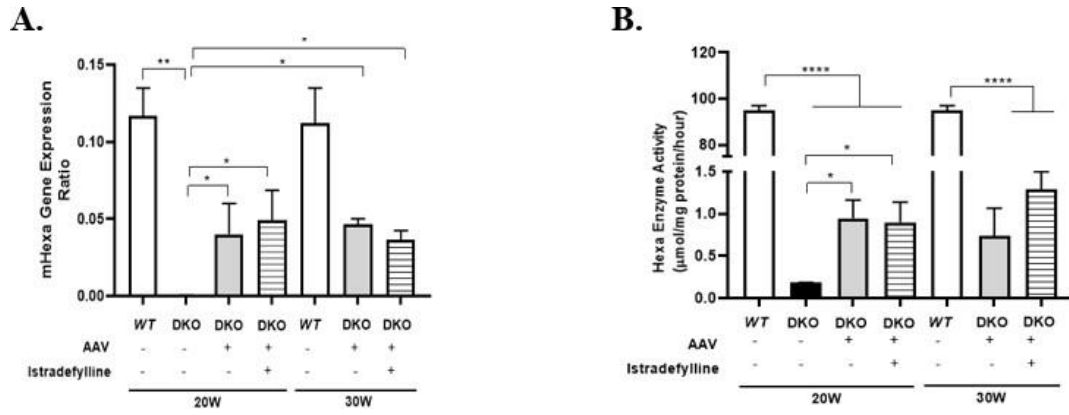 A.
mHexa Gene Expression
Ratio
0.15
0.10
0.05
0.00
**
*
*
*
*
WT DKO DKO DKO WT DKO DKO
AAV - - + + - + +
Istradefylline - - - + - - +
20W 30W
B.
Hexa Enzyme Activity
(μmol/mg protein/hour)
120
100
80
1.5
1.0
0.5
0.0
****
*
*
****
WT DKO DKO DKO WT DKO DKO
AAV - - + + - + +
Istradefylline - - - + - - +
20W 30W